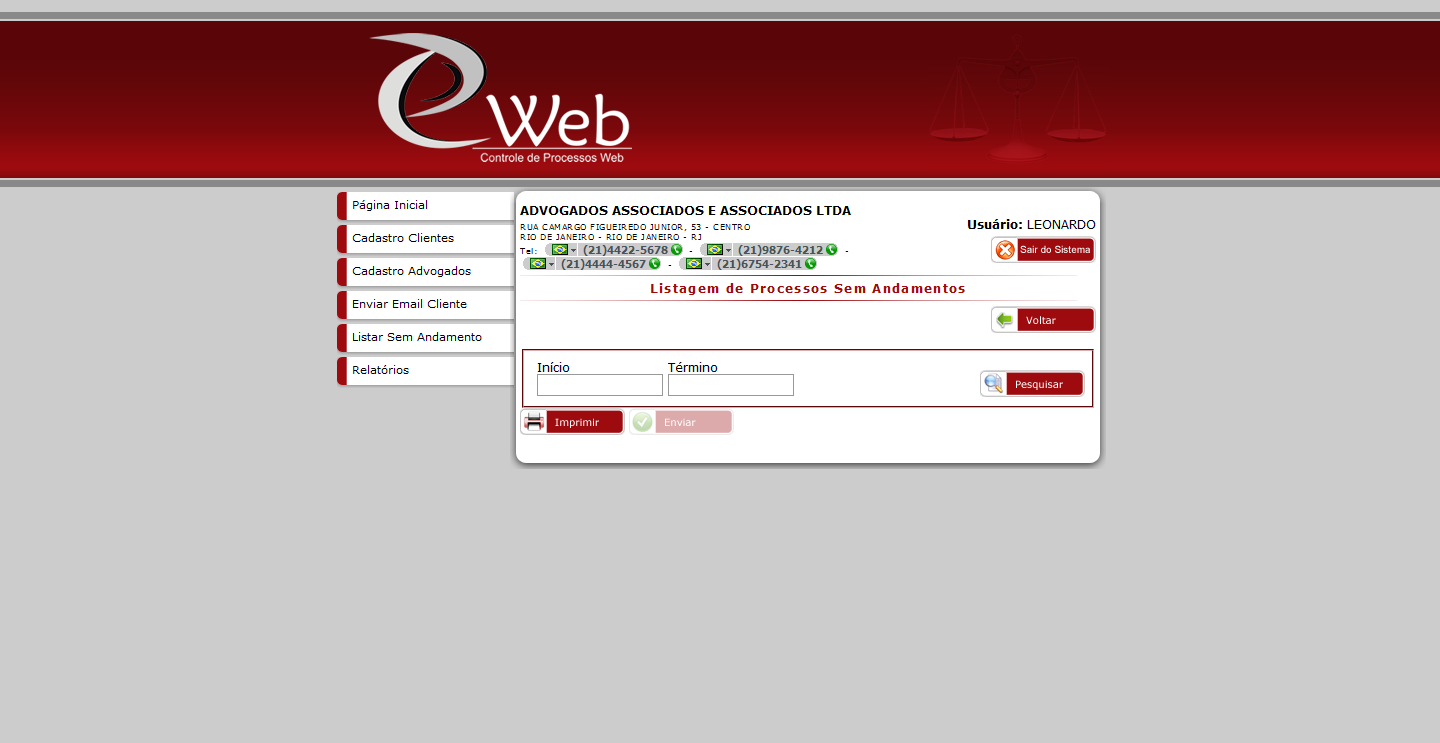 Web
Controle de Processos Web
Página Inicial
Cadastro Clientes
Cadastro Advogados
Enviar Email Cliente
Listar Sem Andamento
Relatórios
ADVOGADOS ASSOCIADOS E ASSOCIADOS LTDA
RUA CAMARGO FIGUEIREDO JUNIOR, 53 - CENTRO
RIO DE JANEIRO - RIO DE JANEIRO - RJ
Tel: (21)4422-5678 - (21)9876-4212 -
(21)4444-4567 - (21)6754-2341
Usuário: LEONARDO
Sair do Sistema
Listagem de Processos Sem Andamentos
Voltar
Início Término
Pesquisar
Imprimir Enviar